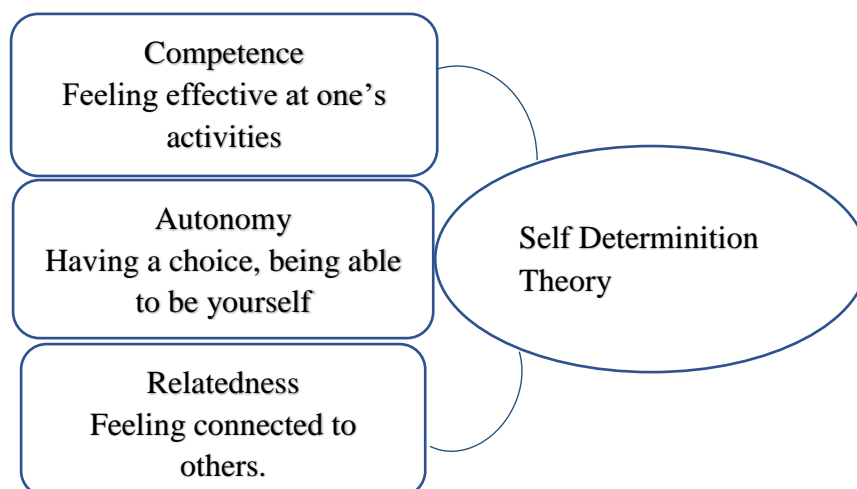 Competence
Feeling effective at one’s
activities
Autonomy
Having a choice, being able
to be yourself
Relatedness
Feeling connected to
others.
Self Determinition
Theory